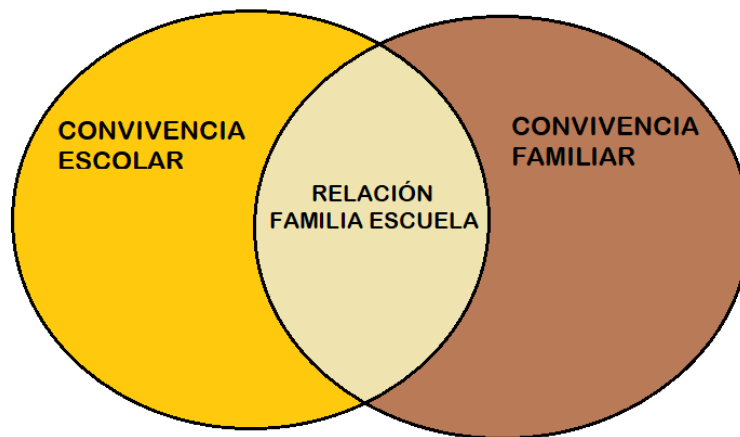 CONVIVENCIA
ESCOLAR
CONVIVENCIA
FAMILIAR
RELACIÓN
FAMILIA ESCUELA